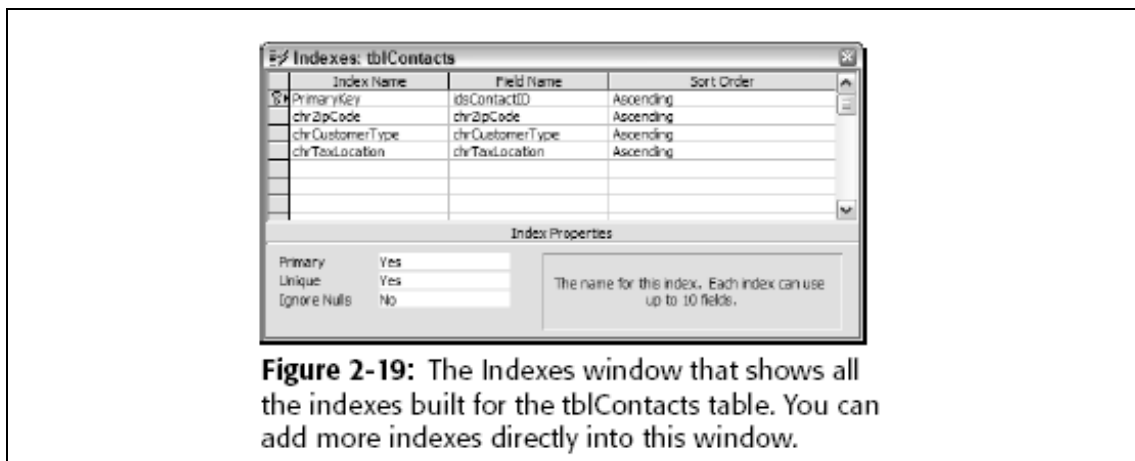 Indexes: tblContacts
Index Name Field Name Sort Order
PrimaryKey idsContactID Ascending
chrZipCode chrZipCode Ascending
chrCustomerType chrCustomerType Ascending
chrTaxLocation chrTaxLocation Ascending
Index Properties
Primary Yes
Unique Yes
Ignore Nulls No
The name for this index. Each index can use
up to 10 fields.
Figure 2-19: The Indexes window that shows all
the indexes built for the tblContacts table. You can
add more indexes directly into this window.